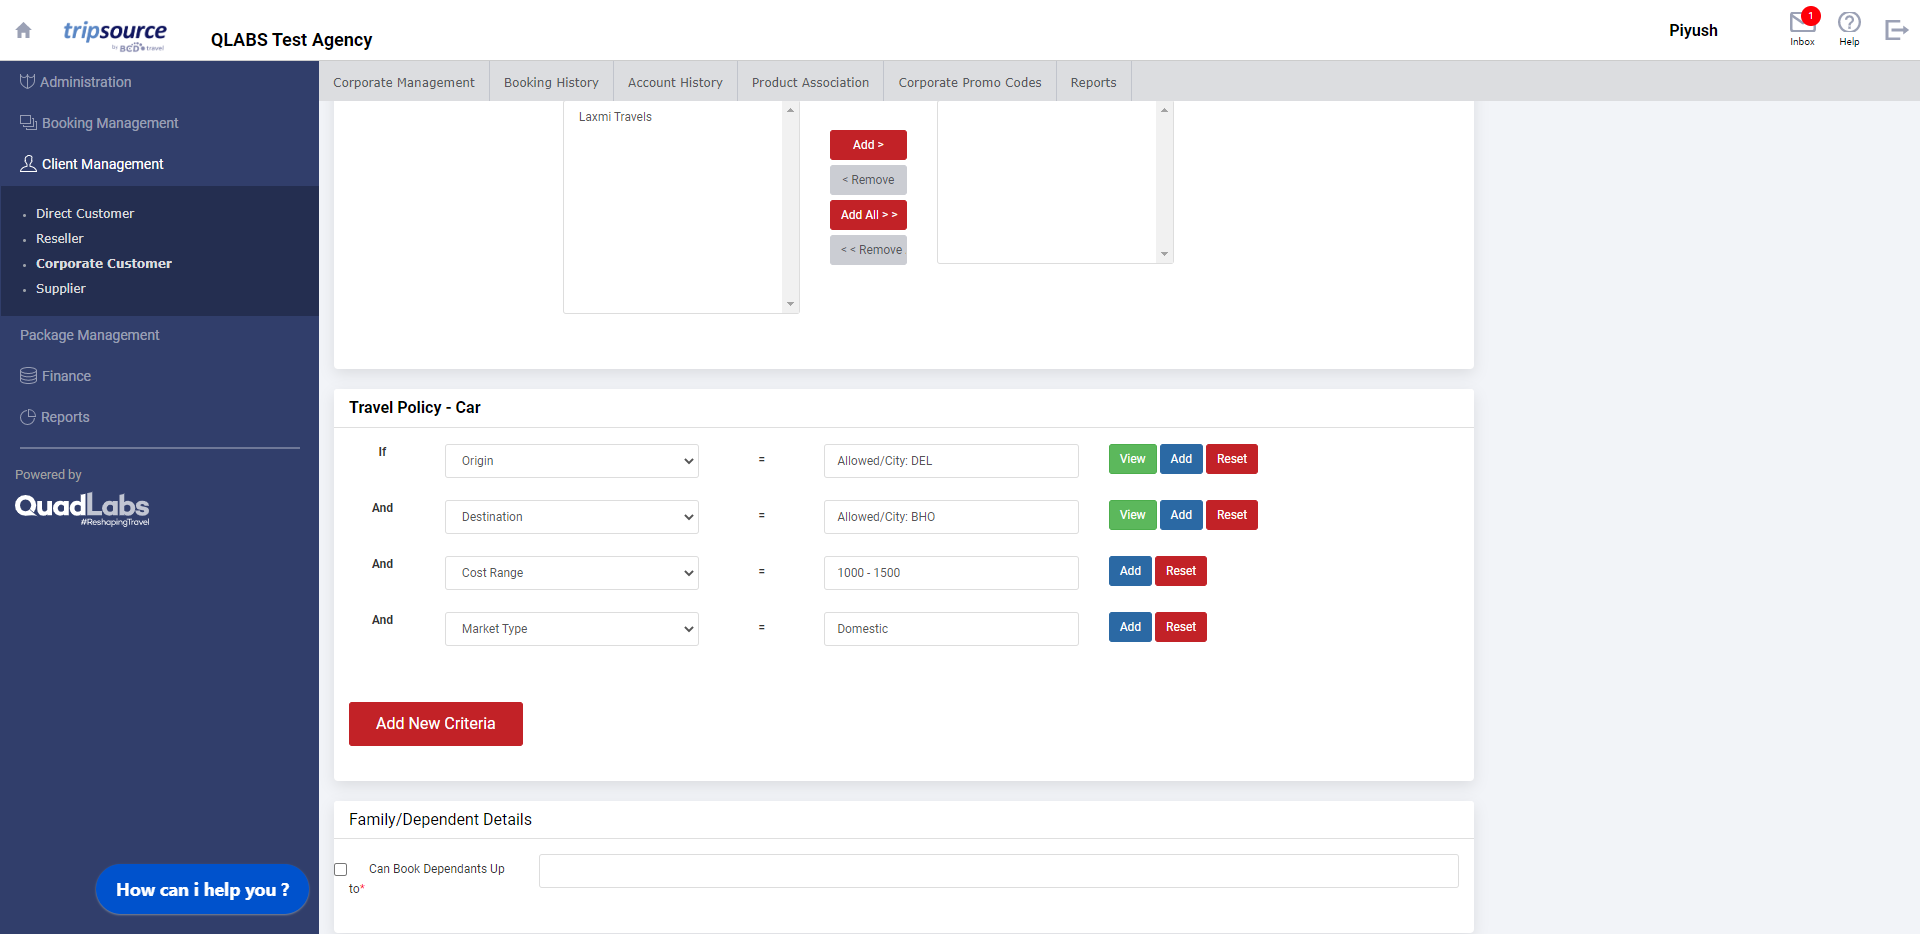 tripsource
by BCD travel
QLABS Test Agency
Piyush
1
Inbox
Help
Administration
Booking Management
Client Management
Direct Customer
Reseller
Corporate Customer
Supplier
Package Management
Finance
Reports
Powered by
QuadLabs
#ReshapingTravel
How can i help you ?
Corporate Management
Booking History
Account History
Product Association
Corporate Promo Codes
Reports
Laxmi Travels
Add >
< Remove
Add All > >
< < Remove
Travel Policy - Car
If Origin = Allowed/City: DEL View Add Reset
And Destination = Allowed/City: BHO View Add Reset
And Cost Range = 1000 - 1500 Add Reset
And Market Type = Domestic Add Reset
Add New Criteria
Family/Dependent Details
Can Book Dependants Up
to*